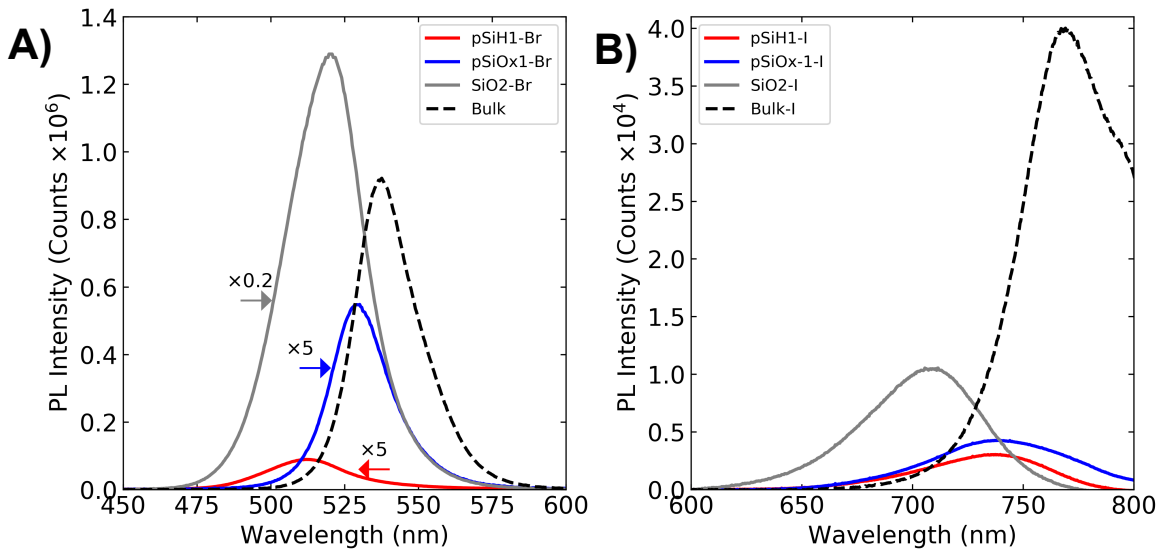 A)
PL Intensity (Counts ×10⁶)
1.4
1.2
1.0
0.8
0.6
0.4
0.2
0.0
pSiH1-Br
pSiOx1-Br
SiO2-Br
Bulk
×0.2
×5
×5
450 475 500 525 550 575 600
Wavelength (nm)
B)
PL Intensity (Counts ×10⁴)
4.0
3.5
3.0
2.5
2.0
1.5
1.0
0.5
0.0
pSiH1-I
pSiOx-1-I
SiO2-I
Bulk-I
600 650 700 750 800
Wavelength (nm)